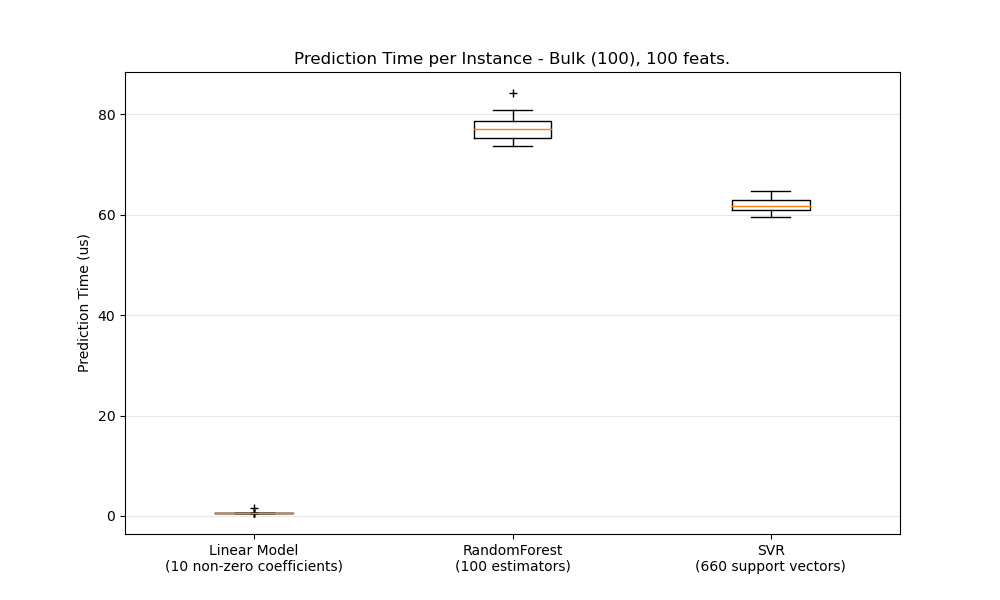 Prediction Time per Instance - Bulk (100), 100 feats.
Prediction Time (us)
80
60
40
20
0
Linear Model
(10 non-zero coefficients)
RandomForest
(100 estimators)
SVR
(660 support vectors)